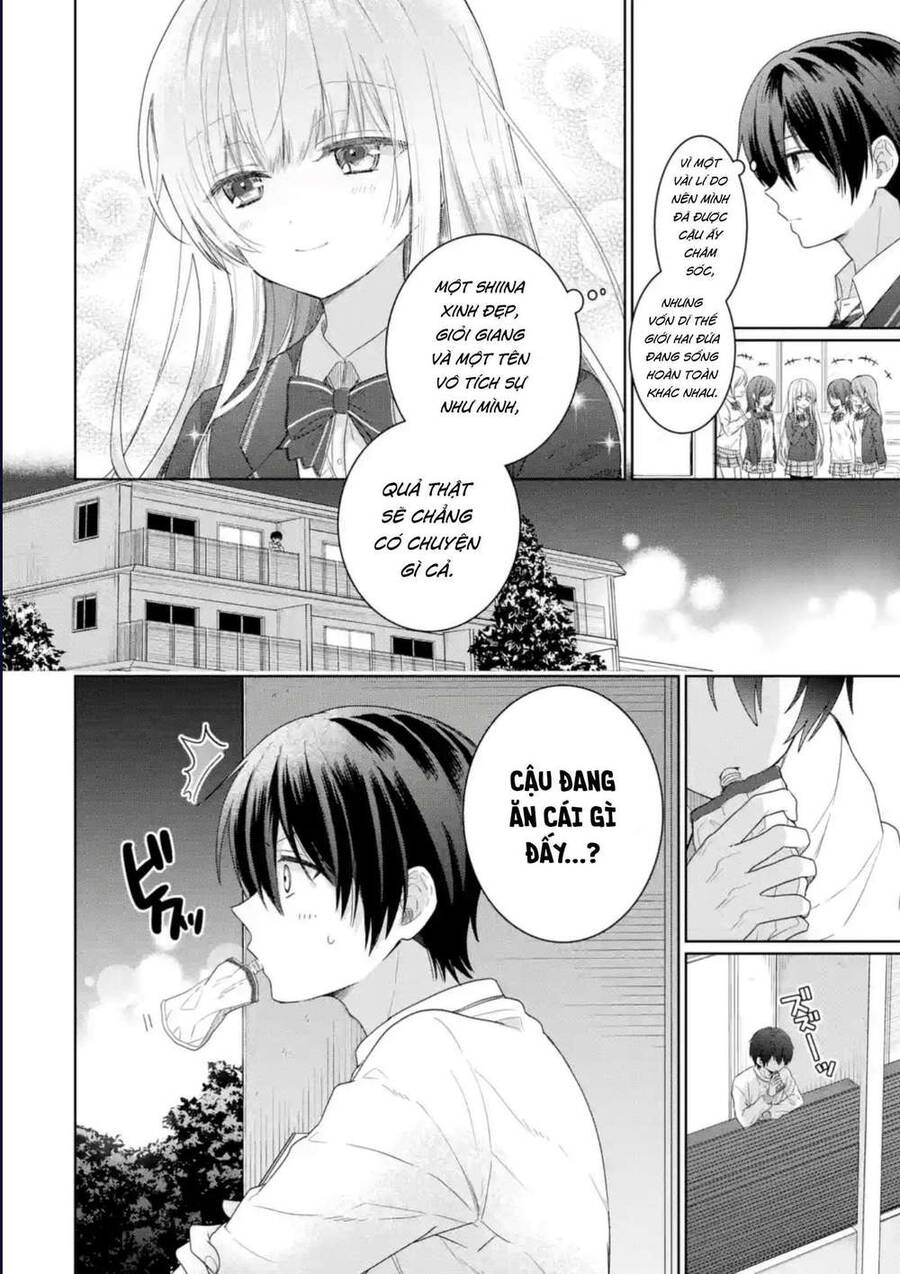 VÌ MỘT
VÀI LÍ DO
NÊN MÌNH
ĐÃ ĐƯỢC
CẬU ẤY
CHĂM
SÓC,
NHƯNG
VỐN DĨ THẾ
GIỚI HAI ĐỨA
ĐANG SỐNG
HOÀN TOÀN
KHÁC NHAU.
MỘT SHIINA
XINH ĐẸP,
GIỎI GIANG
VÀ MỘT TÊN
VÔ TÍCH SỰ
NHƯ MÌNH,
QUẢ THẬT
SẼ CHẲNG
CÓ CHUYỆN
GÌ CẢ.
ズズーッ
CẬU ĐANG
ĂN CÁI GÌ
ĐẤY...?
ビクッ